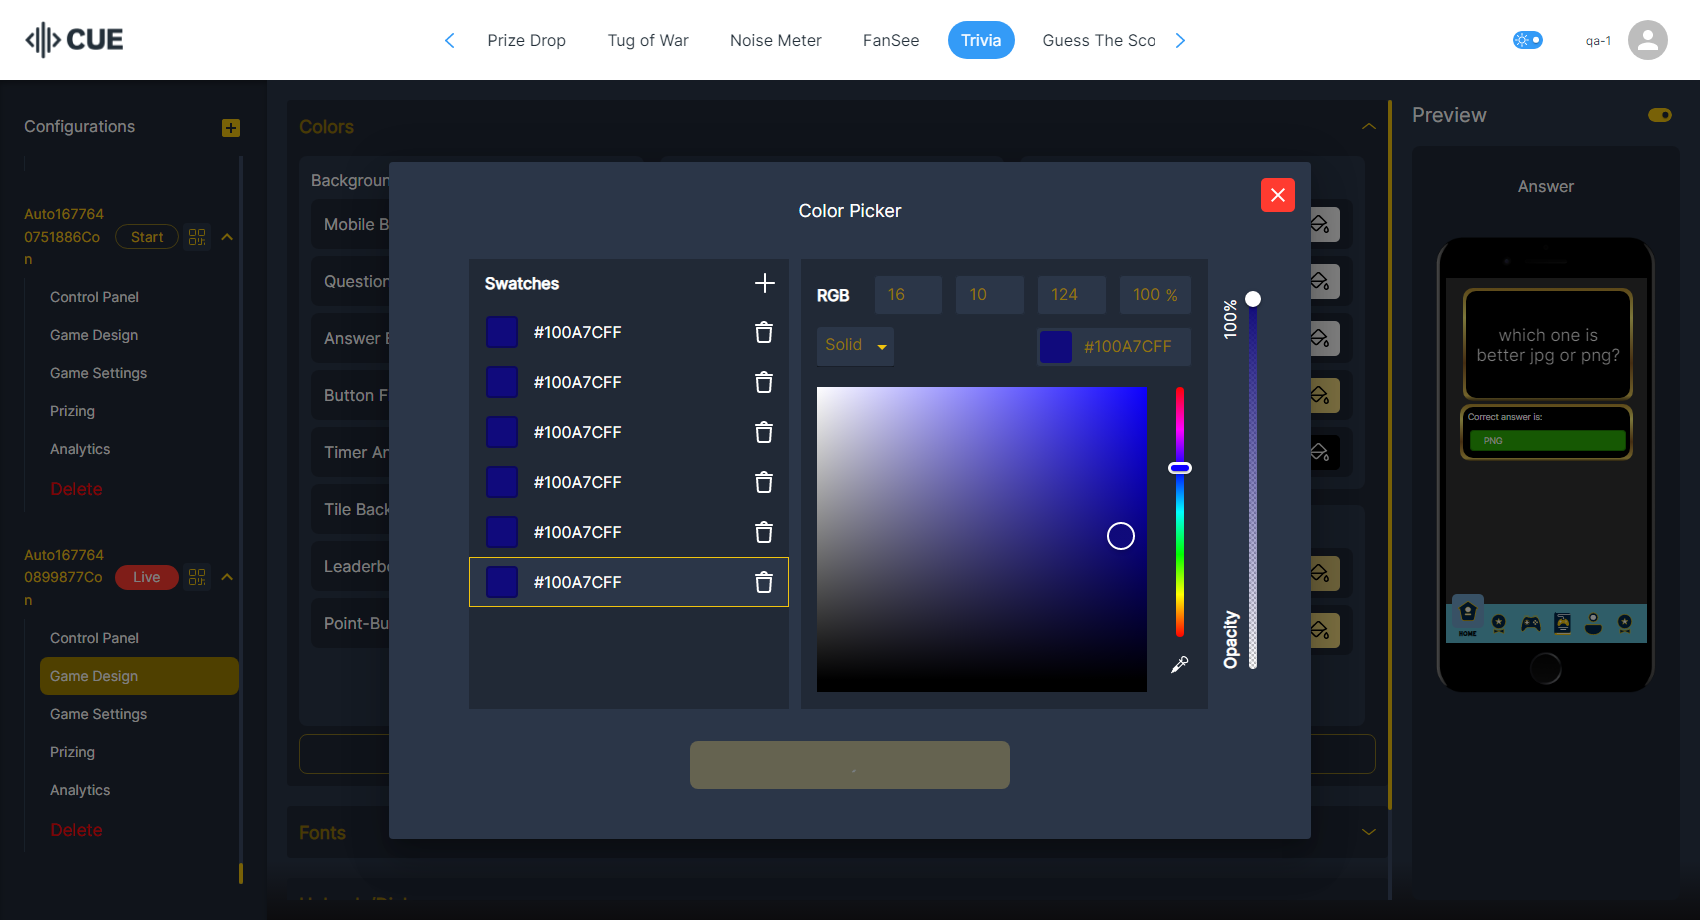 CUE
Prize Drop
Tug of War
Noise Meter
FanSee
Trivia
Guess The Sco
qa-1
Configurations
Auto167764
0751886Co
n
Start
Control Panel
Game Design
Game Settings
Prizing
Analytics
Delete
Auto167764
0899877Co
n
Live
Control Panel
Game Design
Game Settings
Prizing
Analytics
Delete
Colors
Backgroun
Mobile B
Question
Answer B
Button F
Timer An
Tile Back
Leaderbo
Point-Bu
Fonts
Color Picker
Swatches
#100A7CFF
#100A7CFF
#100A7CFF
#100A7CFF
#100A7CFF
#100A7CFF
RGB
16
10
124
100 %
Solid
#100A7CFF
100%
Opacity
Preview
Answer
which one is
better jpg or png?
Correct answer is:
PNG
HOME